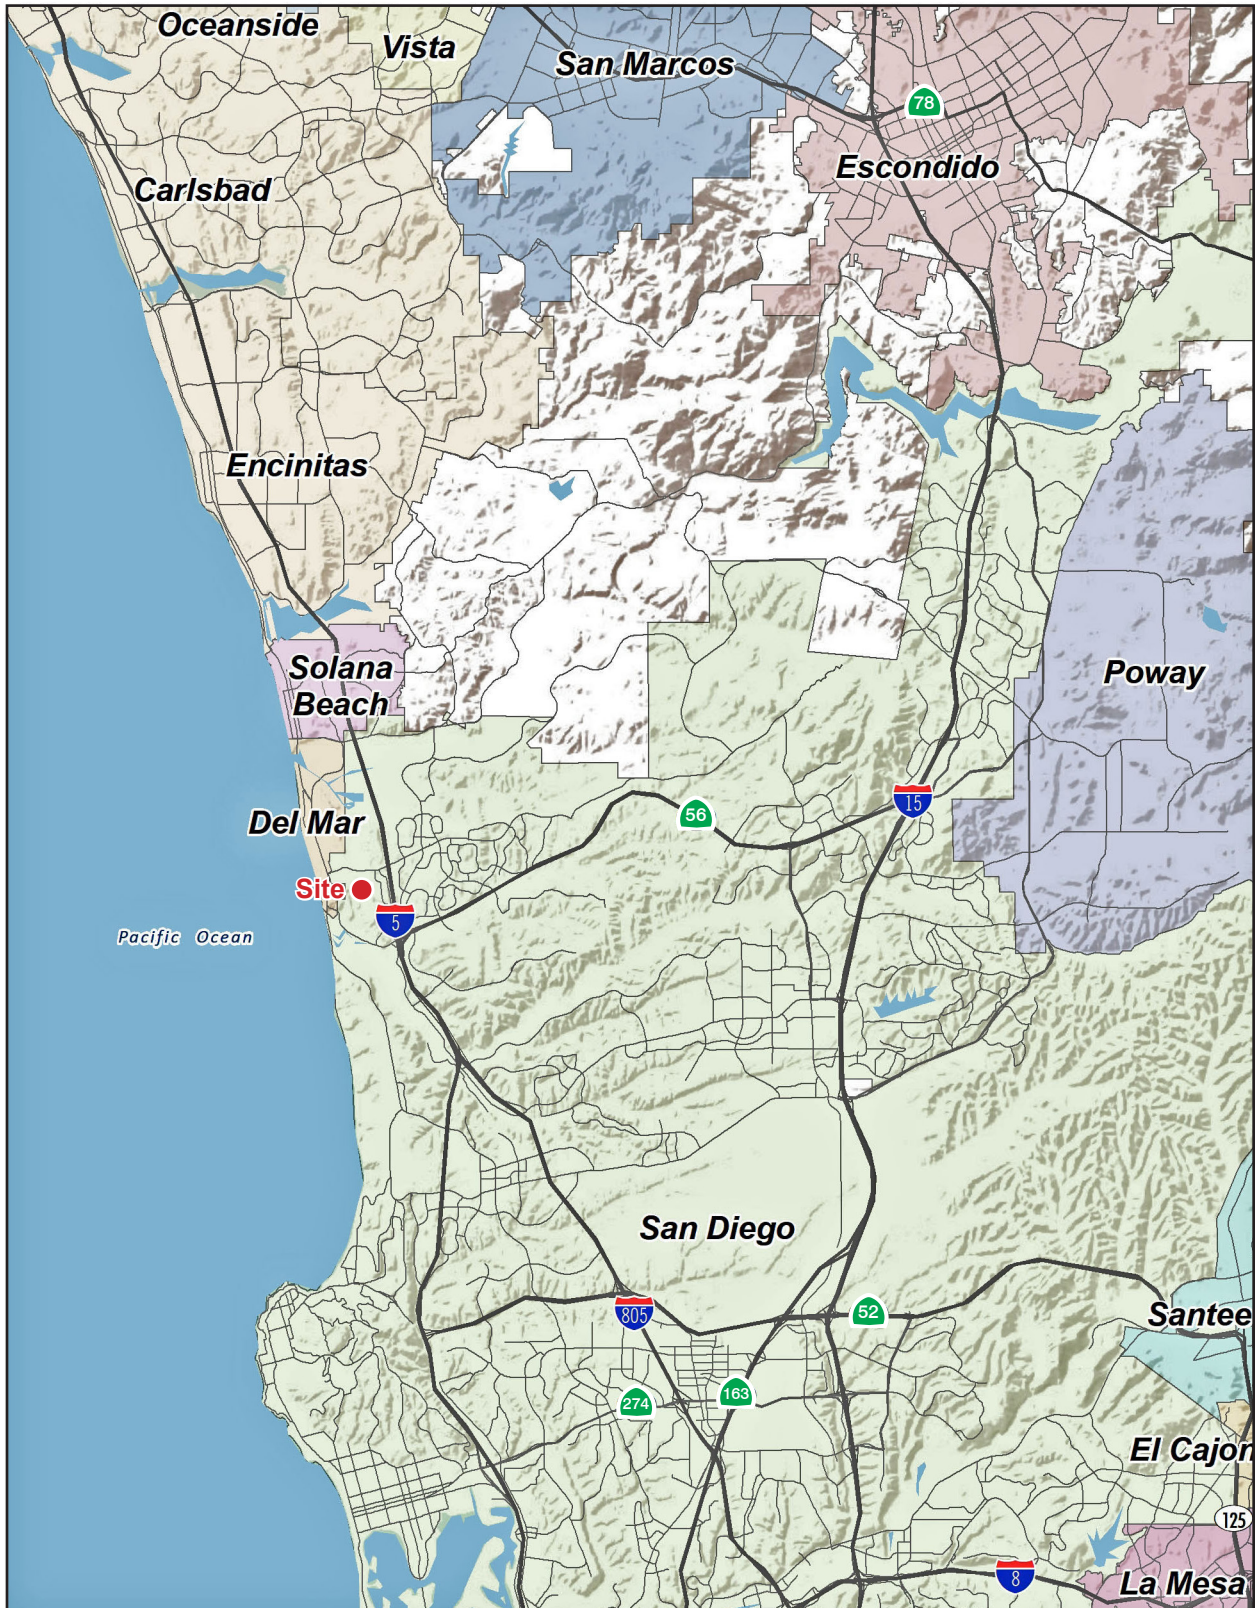 Oceanside
Vista
San Marcos
78
Escondido
Carlsbad
Encinitas
Solana
Beach
Poway
15
56
Del Mar
Site
5
Pacific Ocean
San Diego
805
52
Santee
274
163
El Cajon
125
8
La Mesa